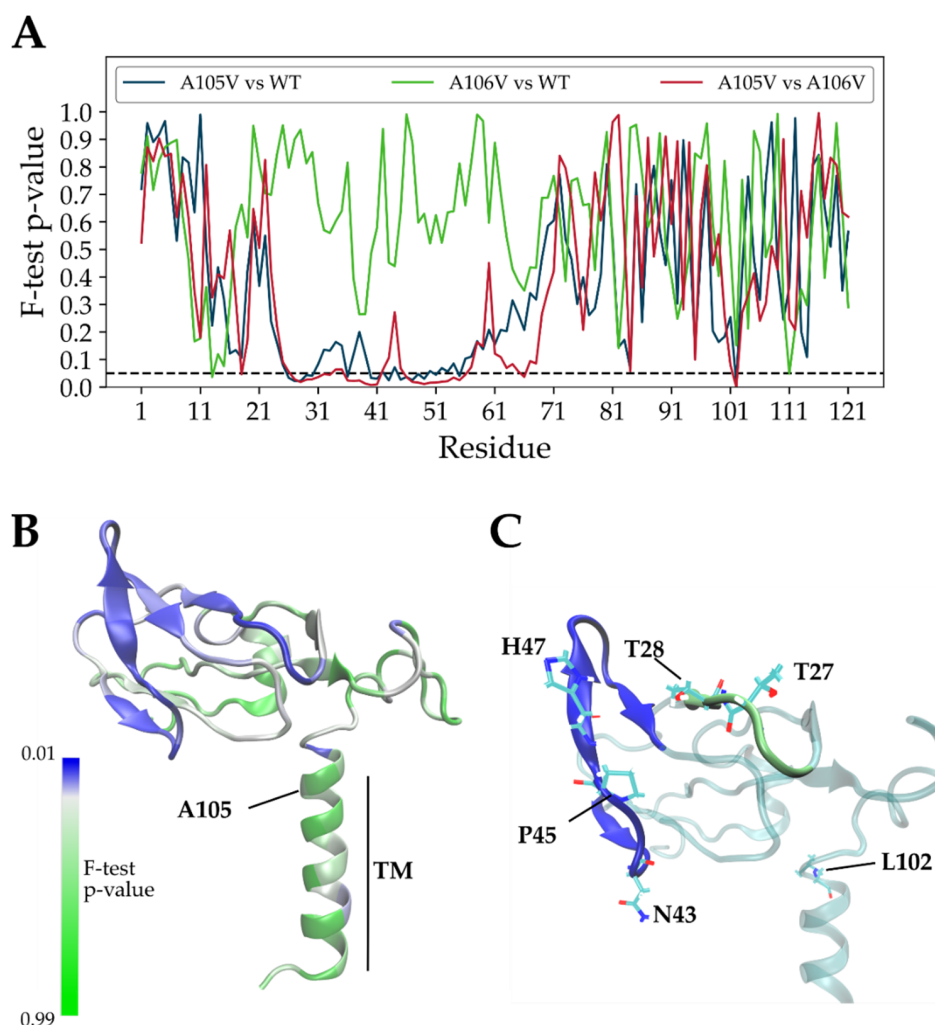 A
A105V vs WT A106V vs WT A105V vs A106V
1.0
0.9
0.8
0.7
0.6
0.5
0.4
0.3
0.2
0.1
0.0
F-test p-value
1 11 21 31 41 51 61 71 81 91 101 111 121
Residue
B
0.01
F-test
p-value
0.99
A105
TM
C
H47
T28
T27
P45
N43
L102